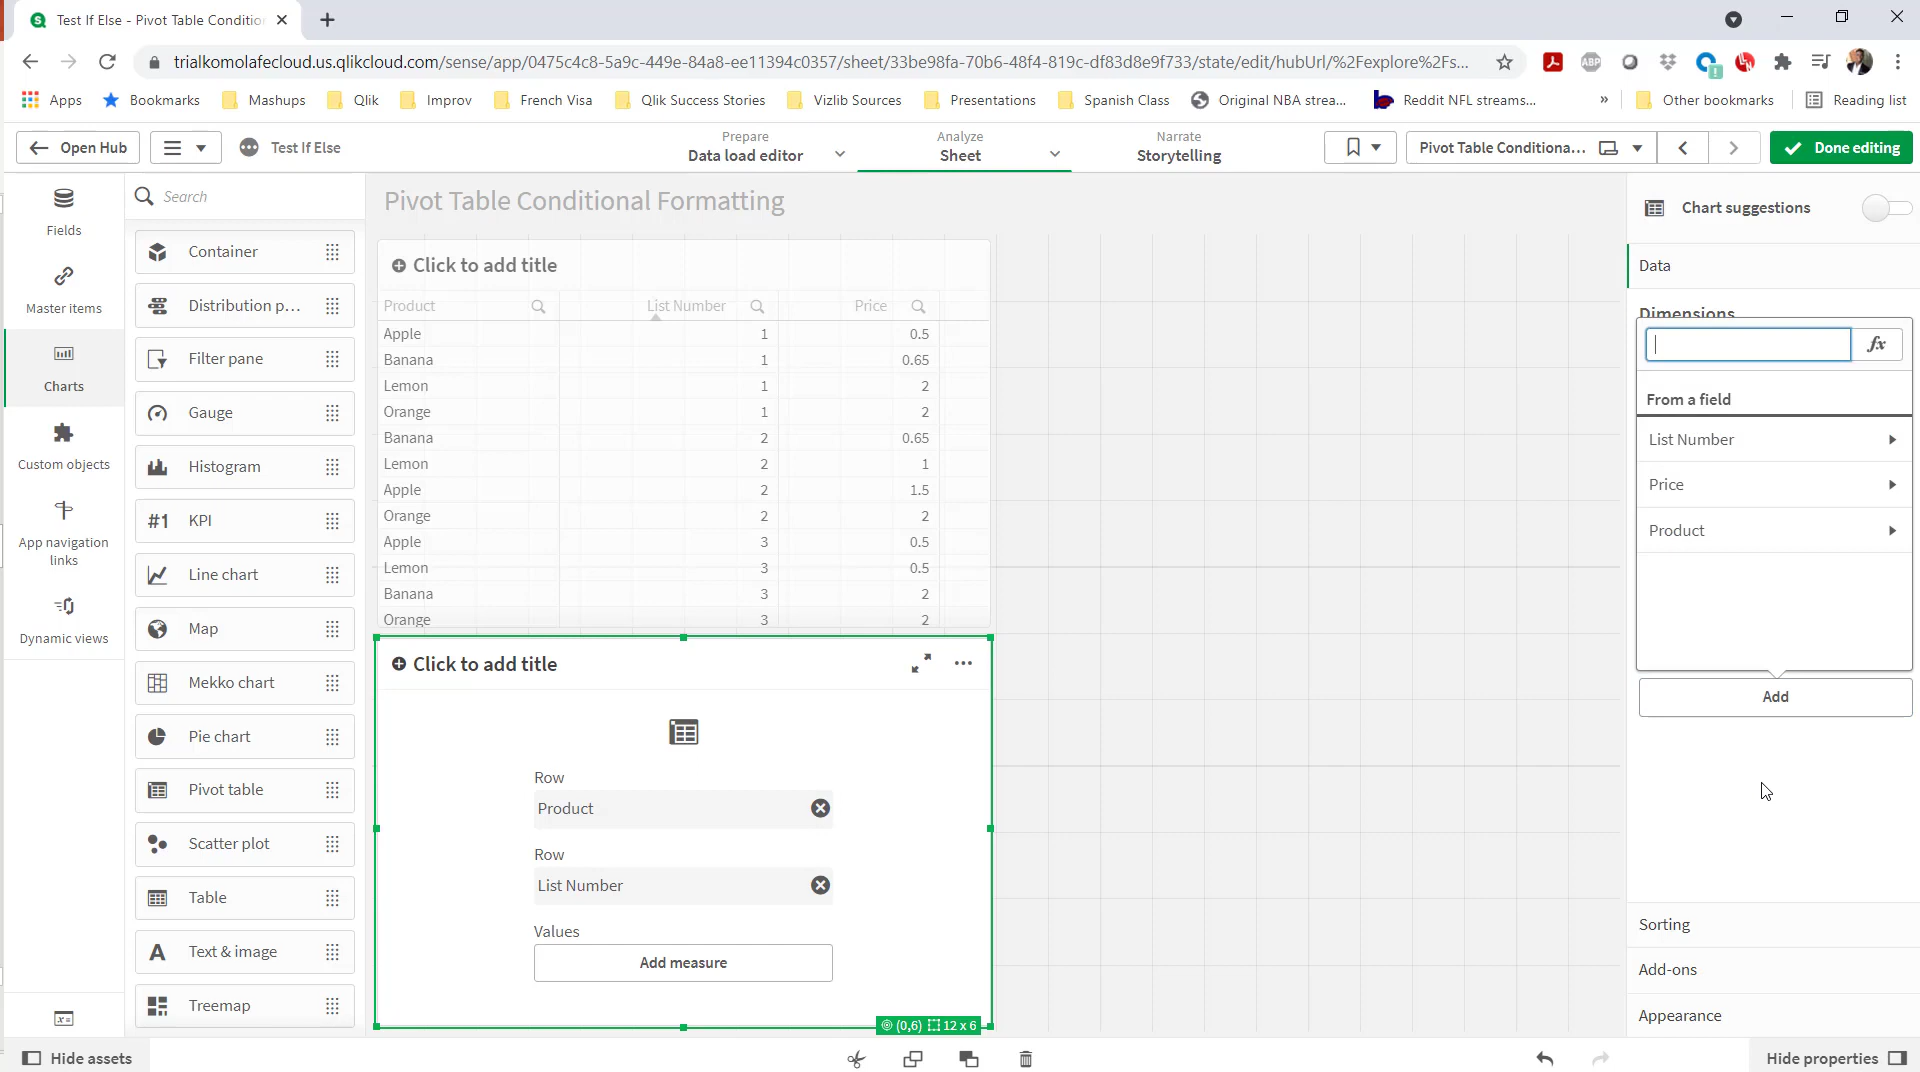 Test If Else - Pivot Table Conditio
trialkomolafecloud.us.qlikcloud.com/sense/app/0475c4c8-5a9c-449e-84a8-ee11394c0357/sheet/33be98fa-70b6-48f4-819c-df83d8e9f733/state/edit/hubUrl/%2Fexplore%2Fs...
ABP
Apps Bookmarks Mashups Qlik Improv French Visa Qlik Success Stories Vizlib Sources Presentations Spanish Class Original NBA strea... Reddit NFL streams... » Other bookmarks Reading list
Open Hub Test If Else
Prepare
Data load editor
Analyze
Sheet
Narrate
Storytelling
Pivot Table Conditiona...
Done editing
Fields
Master items
Charts
Custom objects
App navigation
links
Dynamic views
Search
Container
Distribution p...
Filter pane
Gauge
Histogram
#1 KPI
Line chart
Map
Mekko chart
Pie chart
Pivot table
Scatter plot
Table
A Text & image
Treemap
Pivot Table Conditional Formatting
Click to add title
Product List Number Price
Apple 1 0.5
Banana 1 0.65
Lemon 1 2
Orange 1 2
Banana 2 0.65
Lemon 2 1
Apple 2 1.5
Orange 2 2
Apple 3 0.5
Lemon 3 0.5
Banana 3 2
Orange 3 2
Click to add title
Row
Product
Row
List Number
Values
Add measure
(0,6) 12 x 6
Chart suggestions
Data
Dimensions
fx
From a field
List Number
Price
Product
Add
Sorting
Add-ons
Appearance
Hide assets
Hide properties